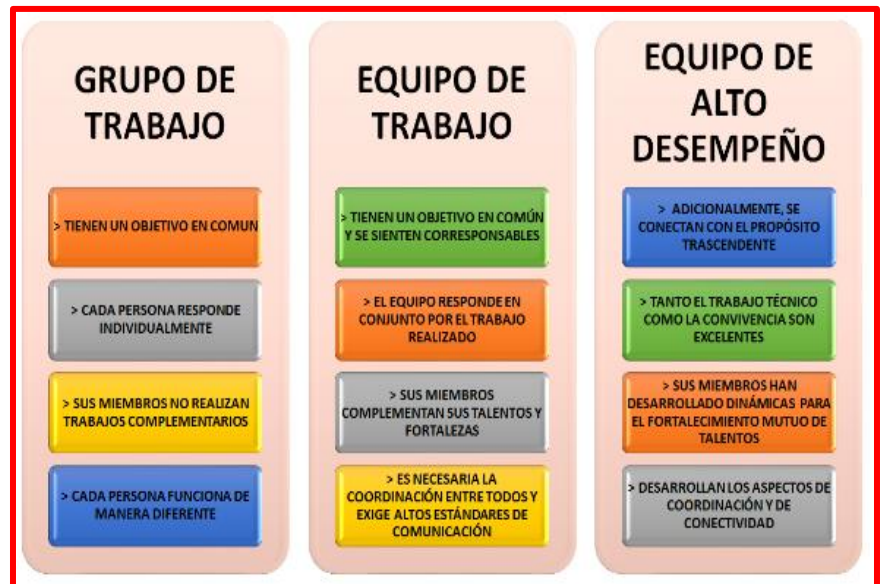 GRUPO DE
TRABAJO
> TIENEN UN OBJETIVO EN COMUN
> CADA PERSONA RESPONDE
INDIVIDUALMENTE
> SUS MIEMBROS NO REALIZAN
TRABAJOS COMPLEMENTARIOS
> CADA PERSONA FUNCIONA DE
MANERA DIFERENTE
EQUIPO DE
TRABAJO
> TIENEN UN OBJETIVO EN COMÚN
Y SE SIENTEN CORRESPONSABLES
> EL EQUIPO RESPONDE EN
CONJUNTO POR EL TRABAJO
REALIZADO
> SUS MIEMBROS
COMPLEMENTAN SUS TALENTOS Y
FORTALEZAS
> ES NECESARIA LA
COORDINACIÓN ENTRE TODOS Y
EXIGE ALTOS ESTÁNDARES DE
COMUNICACIÓN
EQUIPO DE
ALTO
DESEMPEÑO
> ADICIONALMENTE, SE
CONECTAN CON EL PROPÓSITO
TRASCENDENTE
> TANTO EL TRABAJO TÉCNICO
COMO LA CONVIVENCIA SON
EXCELENTES
> SUS MIEMBROS HAN
DESARROLLADO DINÁMICAS PARA
EL FORTALECIMIENTO MUTUO DE
TALENTOS
> DESARROLLAN LOS ASPECTOS DE
COORDINACIÓN Y DE
CONECTIVIDAD